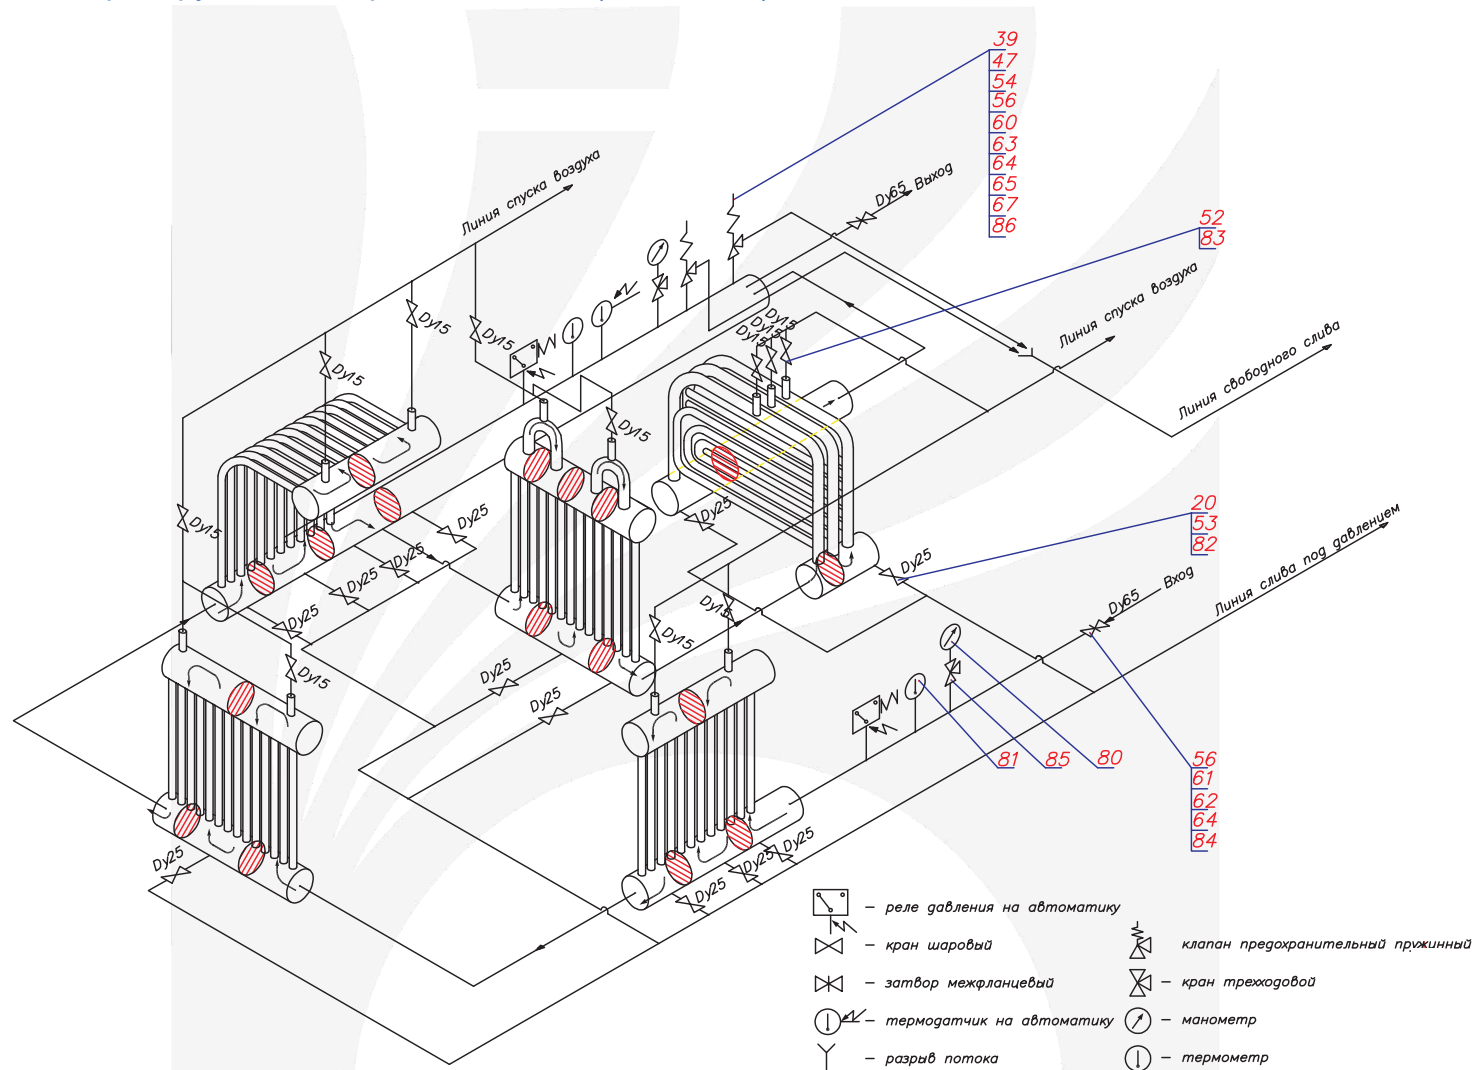 39
47
54
56
60
63
64
65
67
86
Линия спуска воздуха
Dy65 Выход
52
83
Линия спуска воздуха
Dy15
Dy15
Dy15
Dy15
Dy15
Dy15
Линия свободного слива
Dy15
Dy15
Dy25
Dy25
20
53
82
Линия слива под давлением
Dy15
Dy25
Dy25
Dy25
Dy25
Dy65 Вход
Dy15
Dy15
Dy15
Dy25
Dy25
81
85
80
56
61
62
64
84
Dy25
Dy25
Dy25
Dy25
– реле давления на автоматику
– кран шаровый
клапан предохранительный пружинный
– затвор межфланцевый
– кран трехходовой
– термодатчик на автоматику
– манометр
– разрыв потока
– термометр